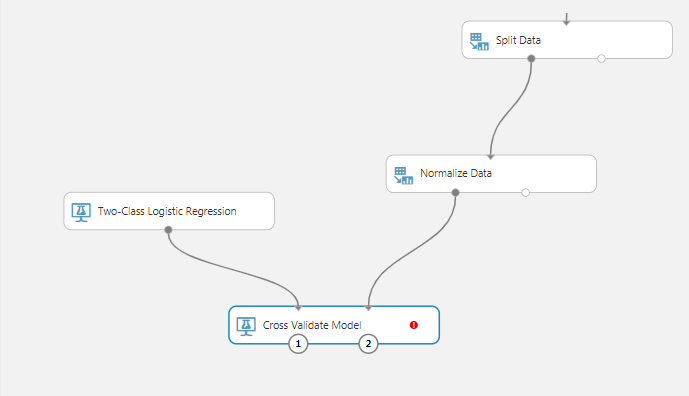 Split Data
Normalize Data
Two-Class Logistic Regression
Cross Validate Model
1
2